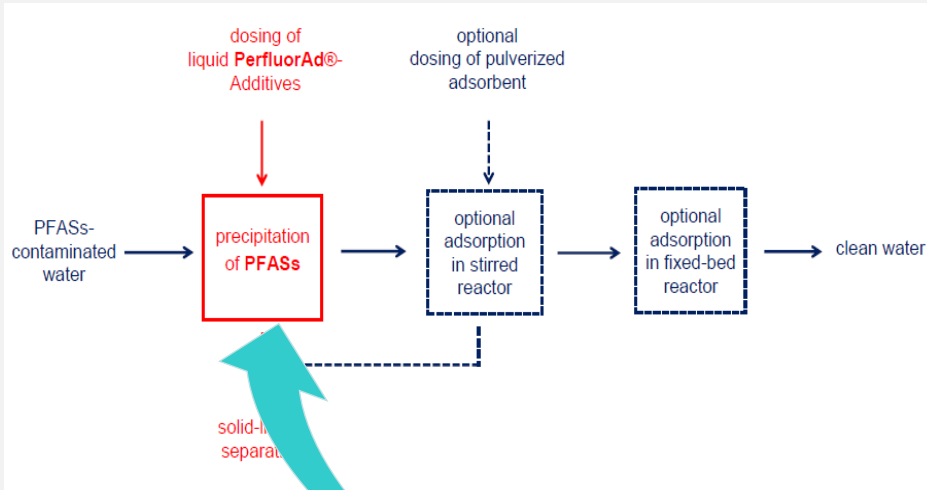 dosing of
liquid PerfluorAd®-
Additives
optional
dosing of pulverized
adsorbent
PFASs-
contaminated
water
precipitation
of PFASs
optional
adsorption
in stirred
reactor
optional
adsorption
in fixed-bed
reactor
clean water